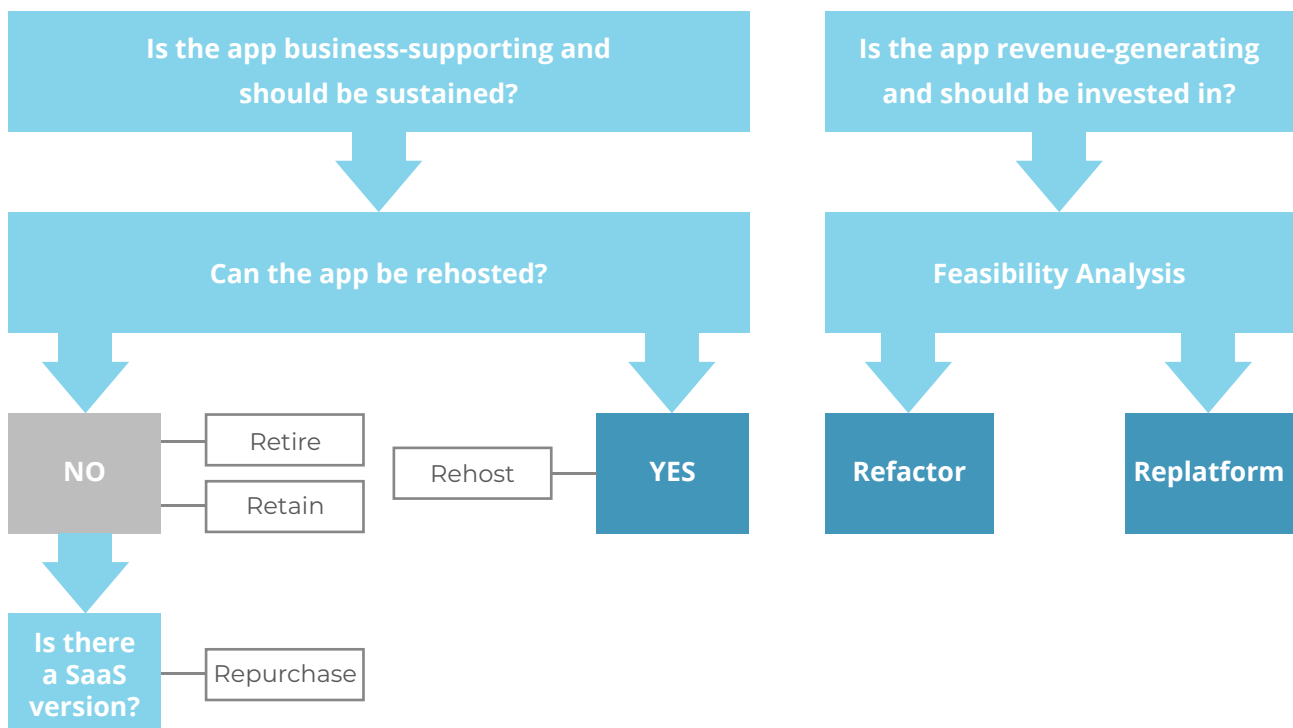 Is the app business-supporting and
should be sustained?
Is the app revenue-generating
and should be invested in?
Can the app be rehosted?
Feasibility Analysis
NO
Retire
Retain
Rehost
YES
Refactor
Replatform
Is there
a SaaS
version?
Repurchase